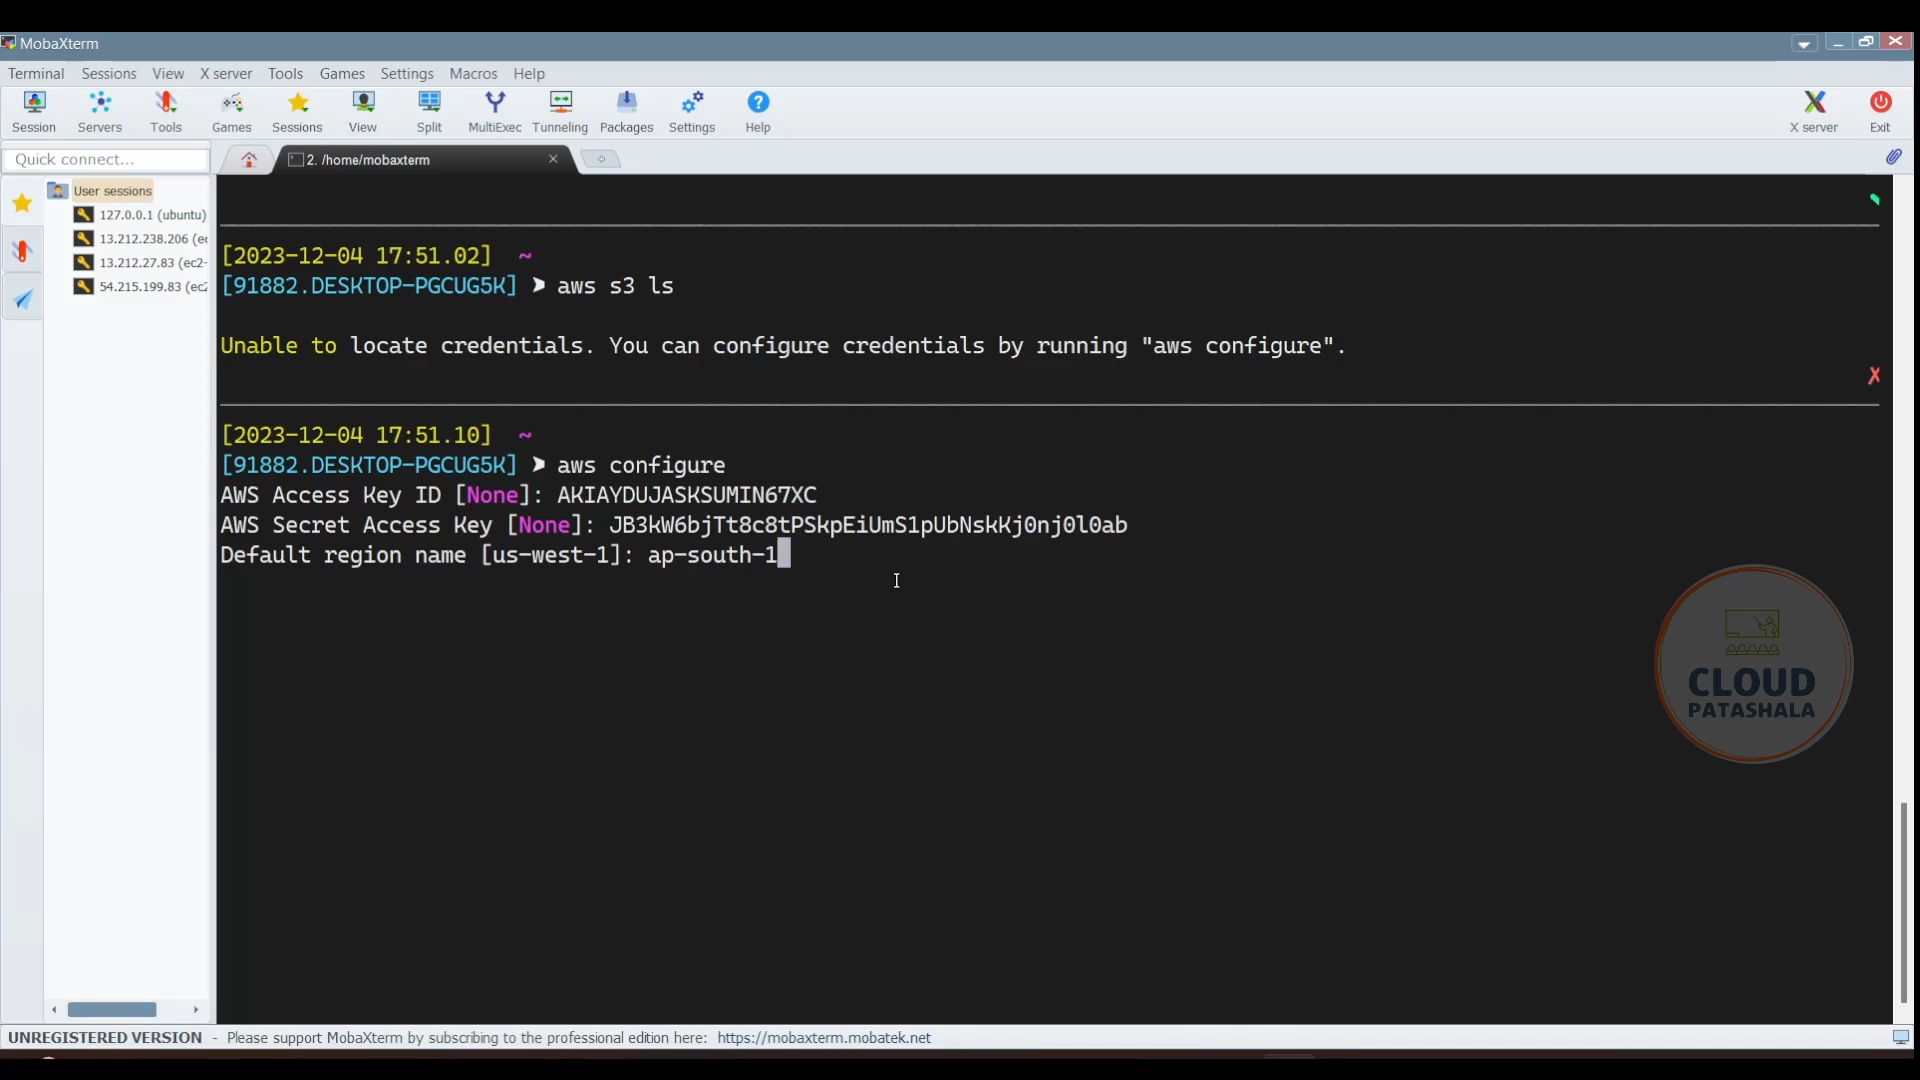 MobaXterm
Terminal Sessions View X server Tools Games Settings Macros Help
Session Servers Tools Games Sessions View Split MultiExec Tunneling Packages Settings Help X server Exit
Quick connect...
2. /home/mobaxterm
User sessions
127.0.0.1 (ubuntu)
13.212.238.206 (ec
13.212.27.83 (ec2-
54.215.199.83 (ec2
[2023-12-04 17:51.02] ~
[91882.DESKTOP-PGCUG5K] ➤ aws s3 ls
Unable to locate credentials. You can configure credentials by running "aws configure".
✗
[2023-12-04 17:51.10] ~
[91882.DESKTOP-PGCUG5K] ➤ aws configure
AWS Access Key ID [None]: AKIAYDUJASKSUMIN67XC
AWS Secret Access Key [None]: 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
Default region name [us-west-1]: ap-south-1
CLOUD
PATASHALA
UNREGISTERED VERSION - Please support MobaXterm by subscribing to the professional edition here: https://mobaxterm.mobatek.net